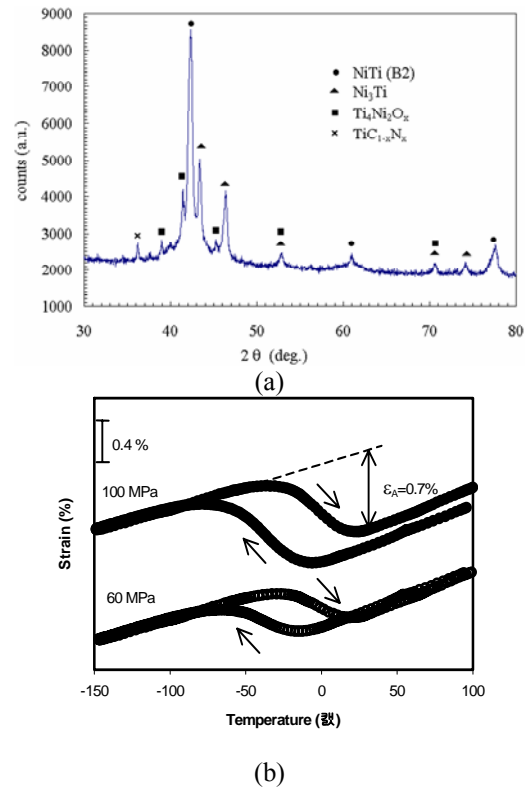 9000
8000
7000
6000
5000
4000
3000
2000
1000
counts (a.u.)
NiTi (B2)
Ni₃Ti
Ti₄Ni₂Oₓ
TiC₁₋ₓNₓ
30 40 50 60 70 80
2 θ (deg.)
(a)
0.4 %
100 MPa
εA=0.7%
60 MPa
Strain (%)
-150 -100 -50 0 50 100
Temperature (캜)
(b)